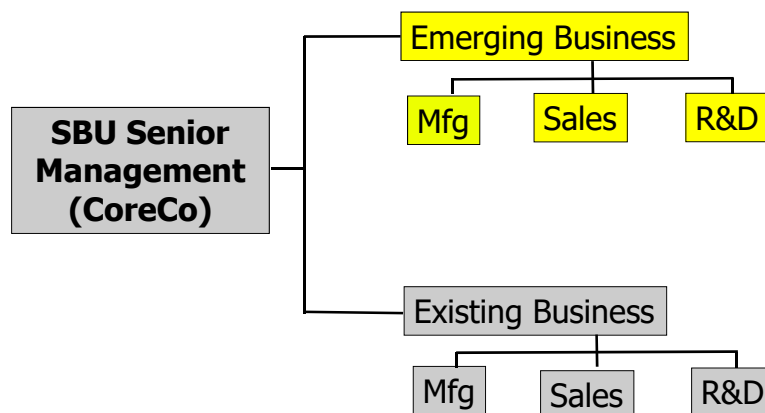 Emerging Business
Mfg
Sales
R&D
SBU Senior
Management
(CoreCo)
Existing Business
Mfg
Sales
R&D